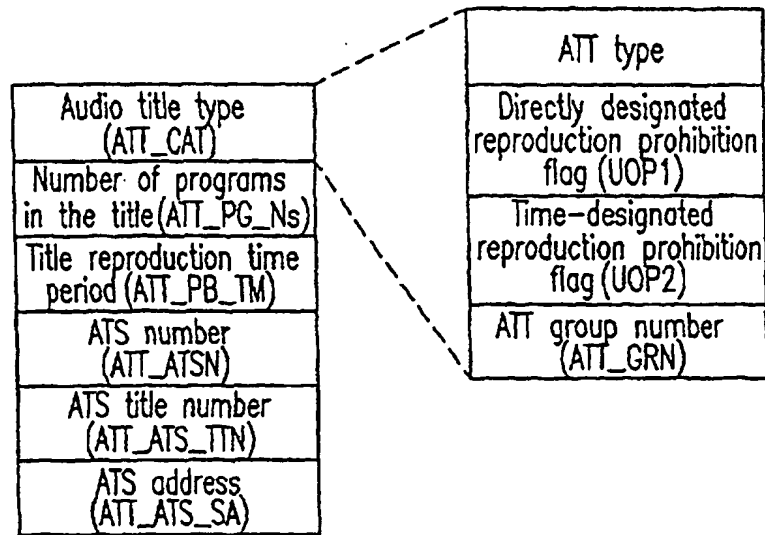 Audio title type
(ATT_CAT)
Number of programs
in the title(ATT_PG_Ns)
Title reproduction time
period(ATT_PB_TM)
ATS number
(ATT_ATSN)
ATS title number
(ATT_ATS_TTN)
ATS address
(ATT_ATS_SA)
ATT type
Directly designated
reproduction prohibition
flag(UOP1)
Time-designated
reproduction prohibition
flag(UOP2)
ATT group number
(ATT_GRN)